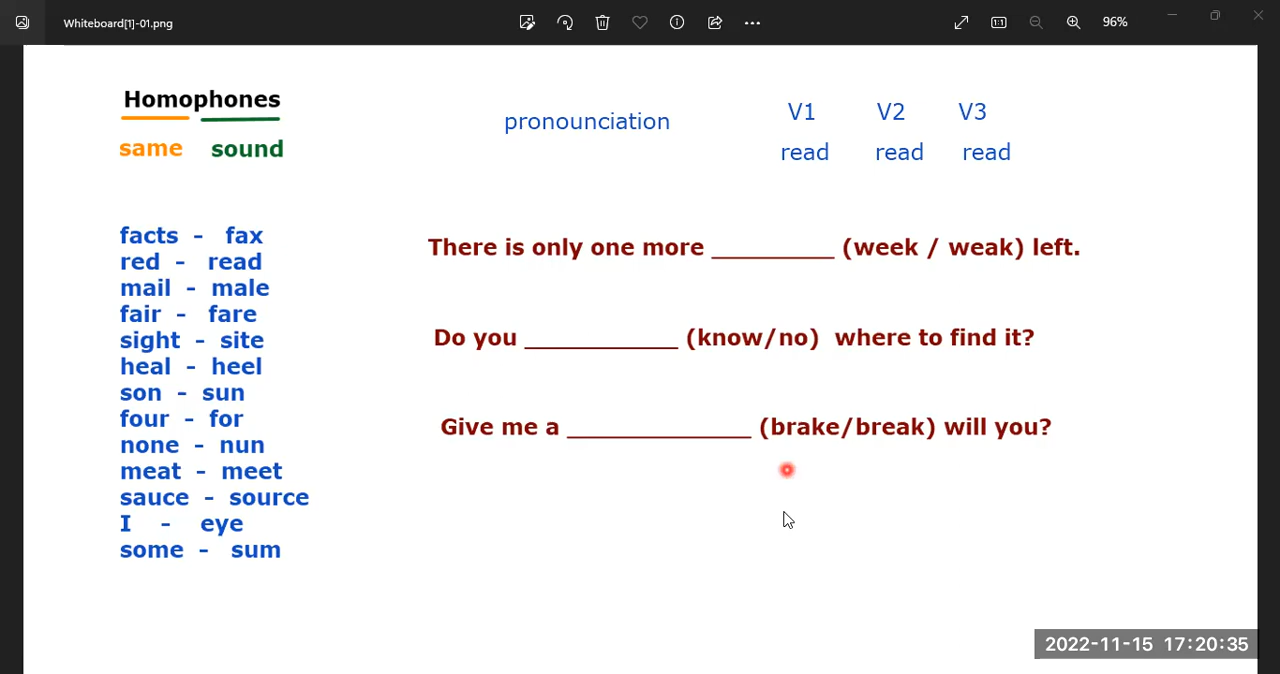 Whiteboard[1]-01.png
96%
Homophones
same sound
pronounciation
V1 V2 V3
read read read
facts - fax
red - read
mail - male
fair - fare
sight - site
heal - heel
son - sun
four - for
none - nun
meat - meet
sauce - source
I - eye
some - sum
There is only one more _________ (week / weak) left.
Do you ___________ (know/no) where to find it?
Give me a _____________ (brake/break) will you?
2022-11-15 17:20:35